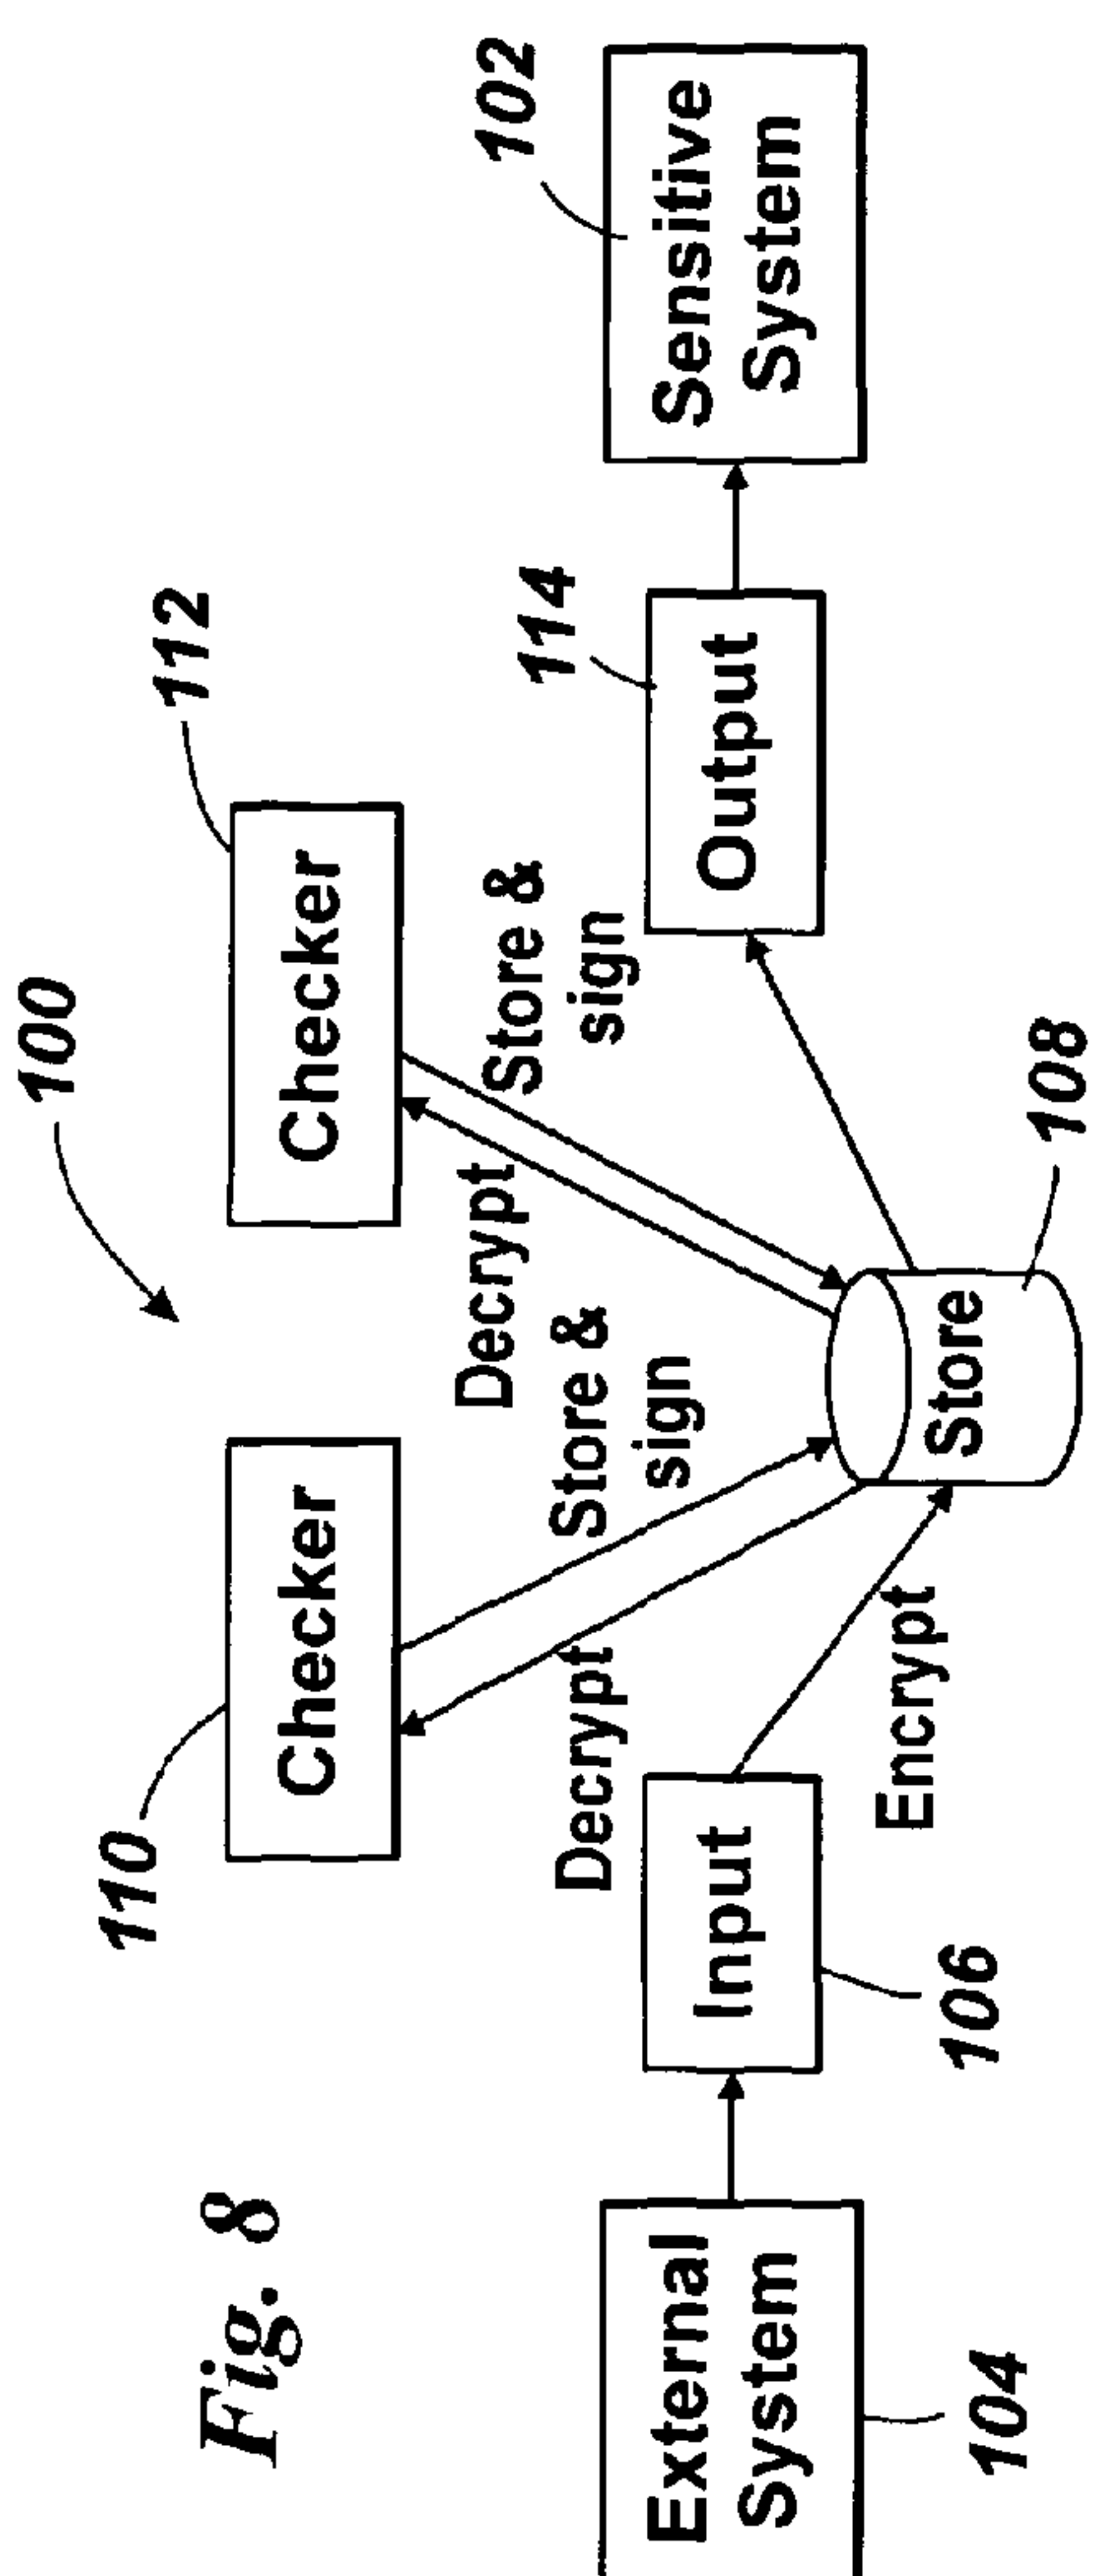 Fig. 8
100
110
112
Checker
Checker
Decrypt
Store &
sign
Decrypt
Store &
sign
102
114
External
System
Input
Output
Sensitive
System
Encrypt
Store
104
106
108